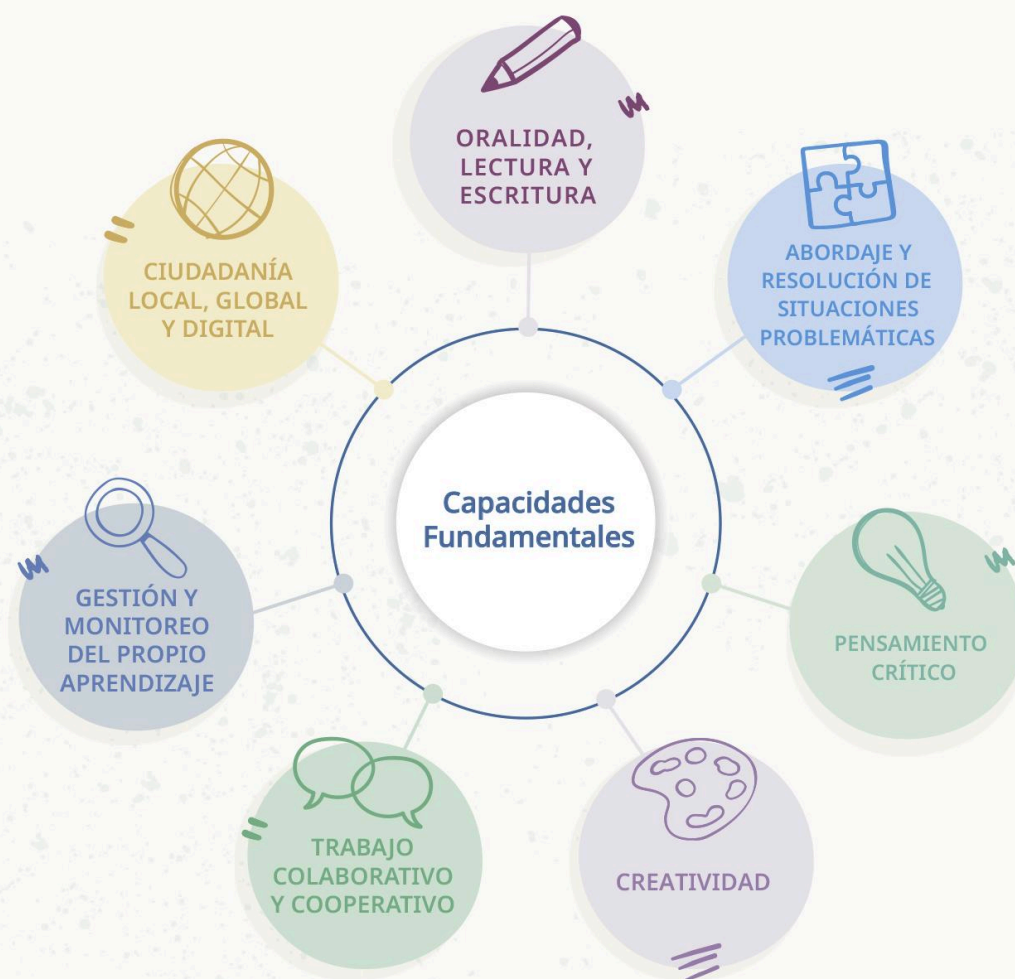 ORALIDAD,
LECTURA Y
ESCRITURA
ABORDAJE Y
RESOLUCIÓN DE
SITUACIONES
PROBLEMÁTICAS
PENSAMIENTO
CRÍTICO
CREATIVIDAD
TRABAJO
COLABORATIVO
Y COOPERATIVO
GESTIÓN Y
MONITOREO
DEL PROPIO
APRENDIZAJE
CIUDADANÍA
LOCAL, GLOBAL
Y DIGITAL
Capacidades
Fundamentales